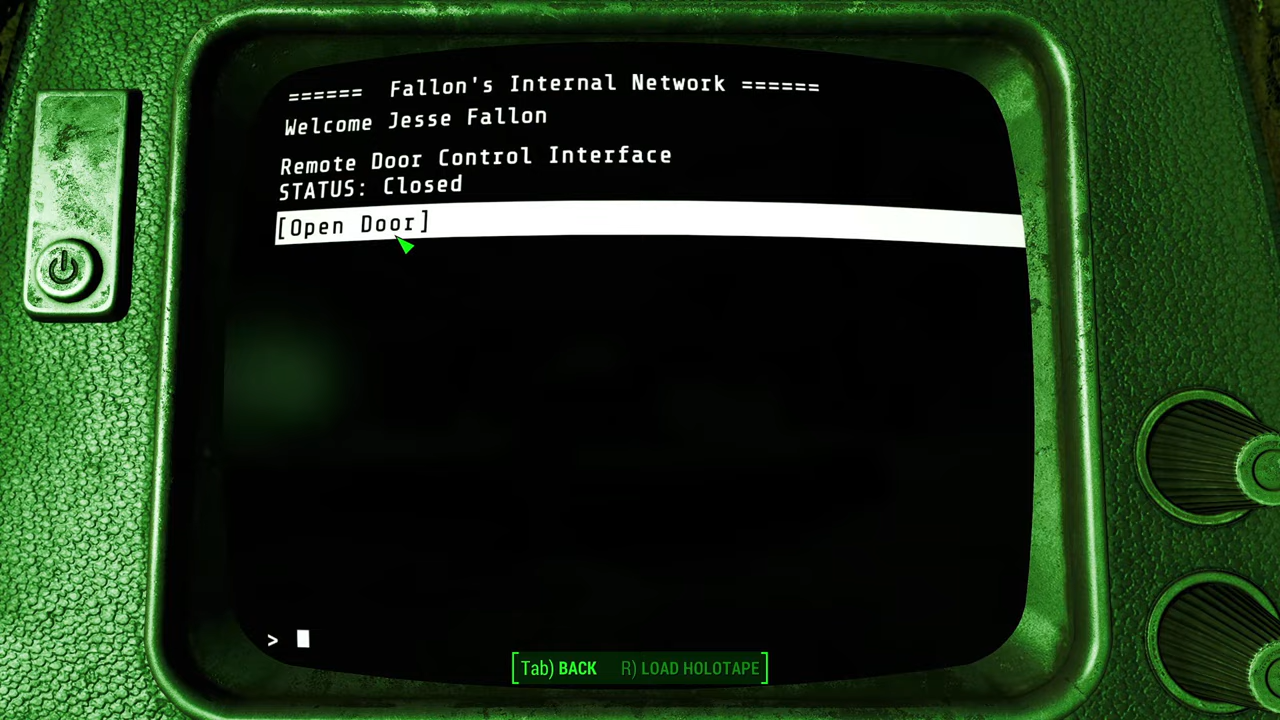 ====== Fallon's Internal Network ======
Welcome Jesse Fallon
Remote Door Control Interface
STATUS: Closed
[Open Door]
>
Tab) BACK R) LOAD HOLOTAPE